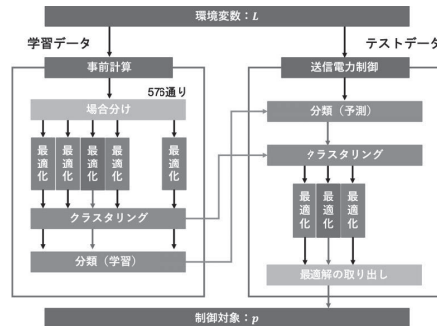 環境変数：L
学習データ
テストデータ
事前計算
送信電力制御
576通り
場合分け
分類（予測）
クラスタリング
最適化
最適化
最適化
最適化
最適化
最適化
最適化
最適化
クラスタリング
分類（学習）
最適解の取り出し
制御対象：p